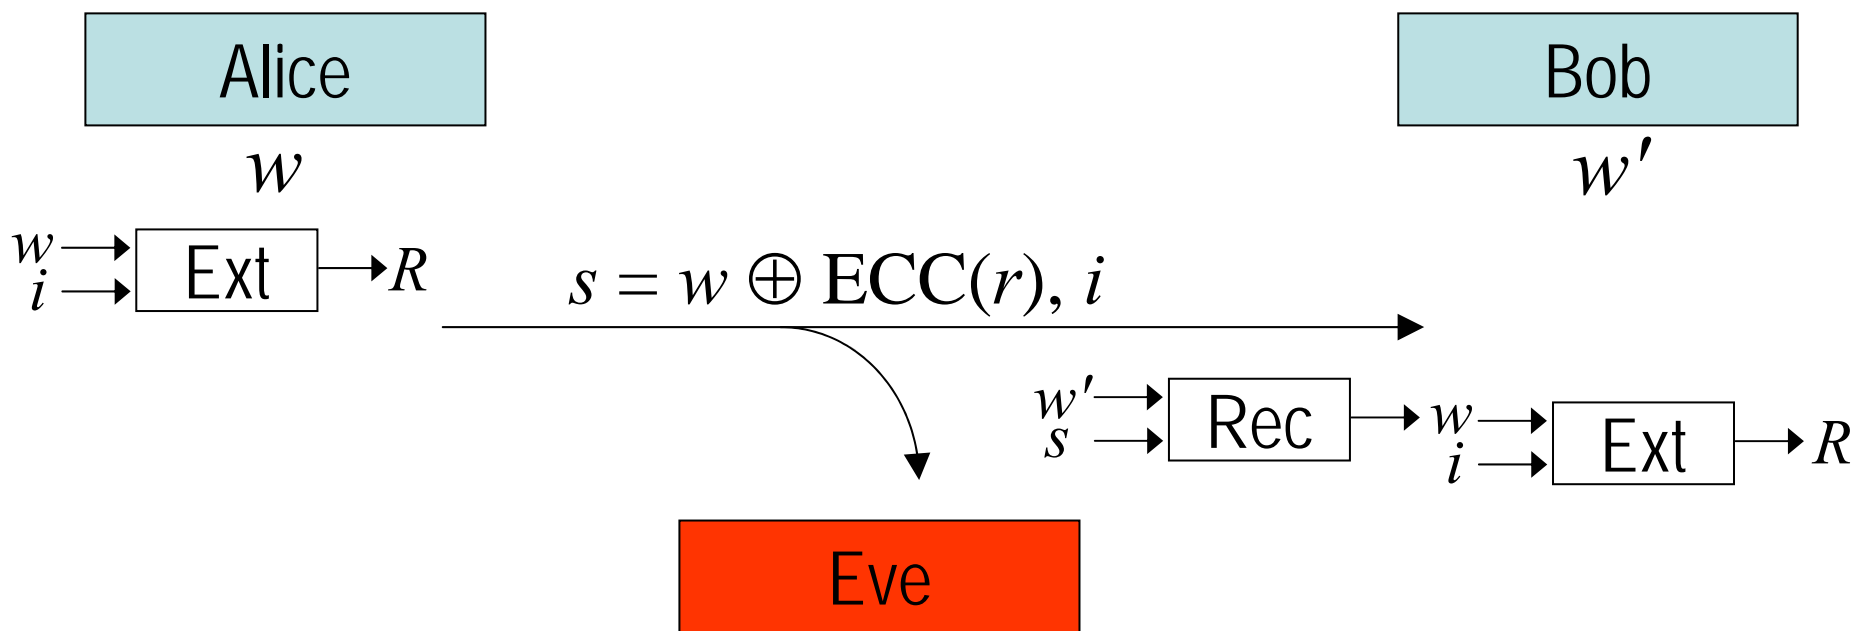 Alice
Bob
w
w′
w
i
Ext
R
s = w ⊕ ECC(r), i
w′
s
Rec
w
i
Ext
R
Eve